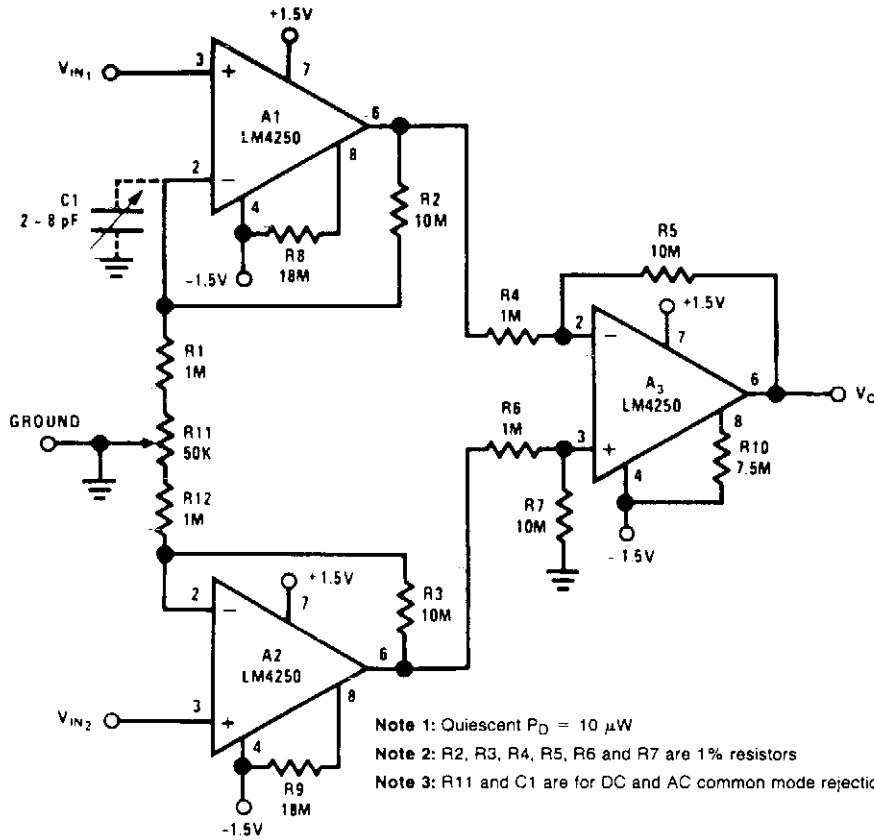 +1.5V
VIN1
3
+
7
A1
LM4250
6
2
−
8
C1
2 - 8 pF
4
R8
18M
-1.5V
R2
10M
R5
10M
R4
1M
+1.5V
2
−
7
A3
LM4250
6
VO
R1
1M
GROUND
R11
50K
R12
1M
R6
1M
3
+
8
R10
7.5M
4
R7
10M
- 1.5V
+1.5V
2
−
7
R3
10M
A2
LM4250
6
8
VIN2
3
+
4
R9
18M
-1.5V
Note 1: Quiescent PD = 10 μW
Note 2: R2, R3, R4, R5, R6 and R7 are 1% resistors
Note 3: R11 and C1 are for DC and AC common mode rejectio